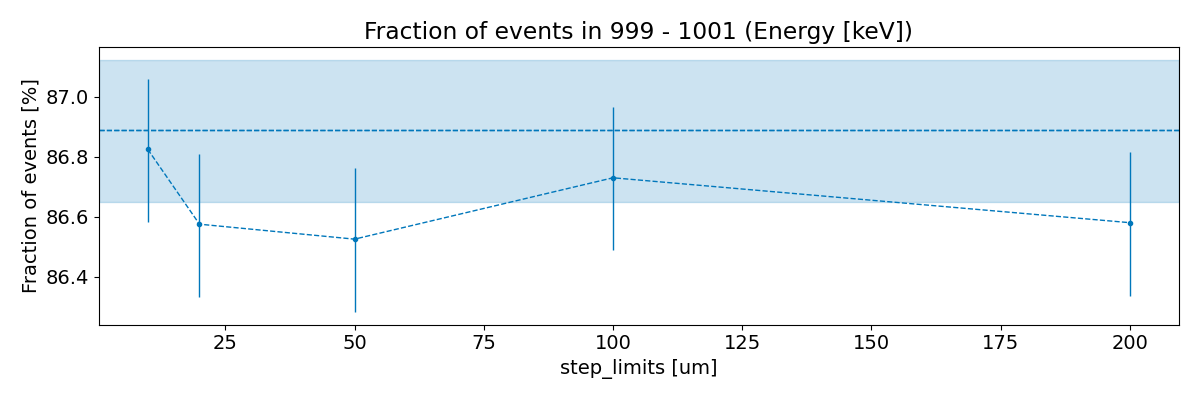 Fraction of events in 999 - 1001 (Energy [keV])
Fraction of events [%]
87.0
86.8
86.6
86.4
25 50 75 100 125 150 175 200
step_limits [um]